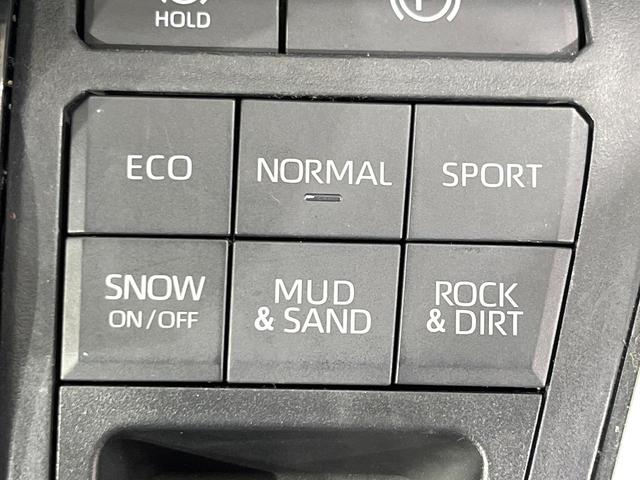 HOLD
ECO
NORMAL
SPORT
SNOW
ON/OFF
MUD
& SAND
ROCK
& DIRT